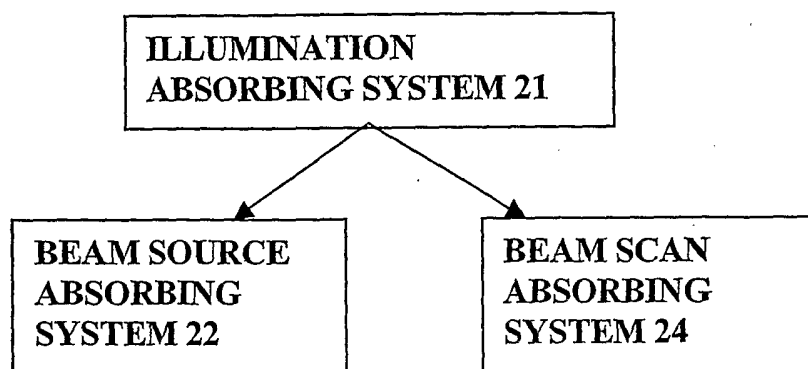 ILLUMINATION
ABSORBING SYSTEM 21
BEAM SOURCE
ABSORBING
SYSTEM 22
BEAM SCAN
ABSORBING
SYSTEM 24